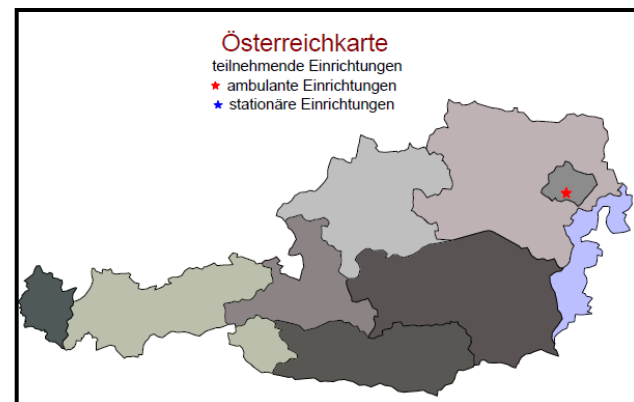 Österreichkarte
teilnehmende Einrichtungen
ambulante Einrichtungen
stationäre Einrichtungen